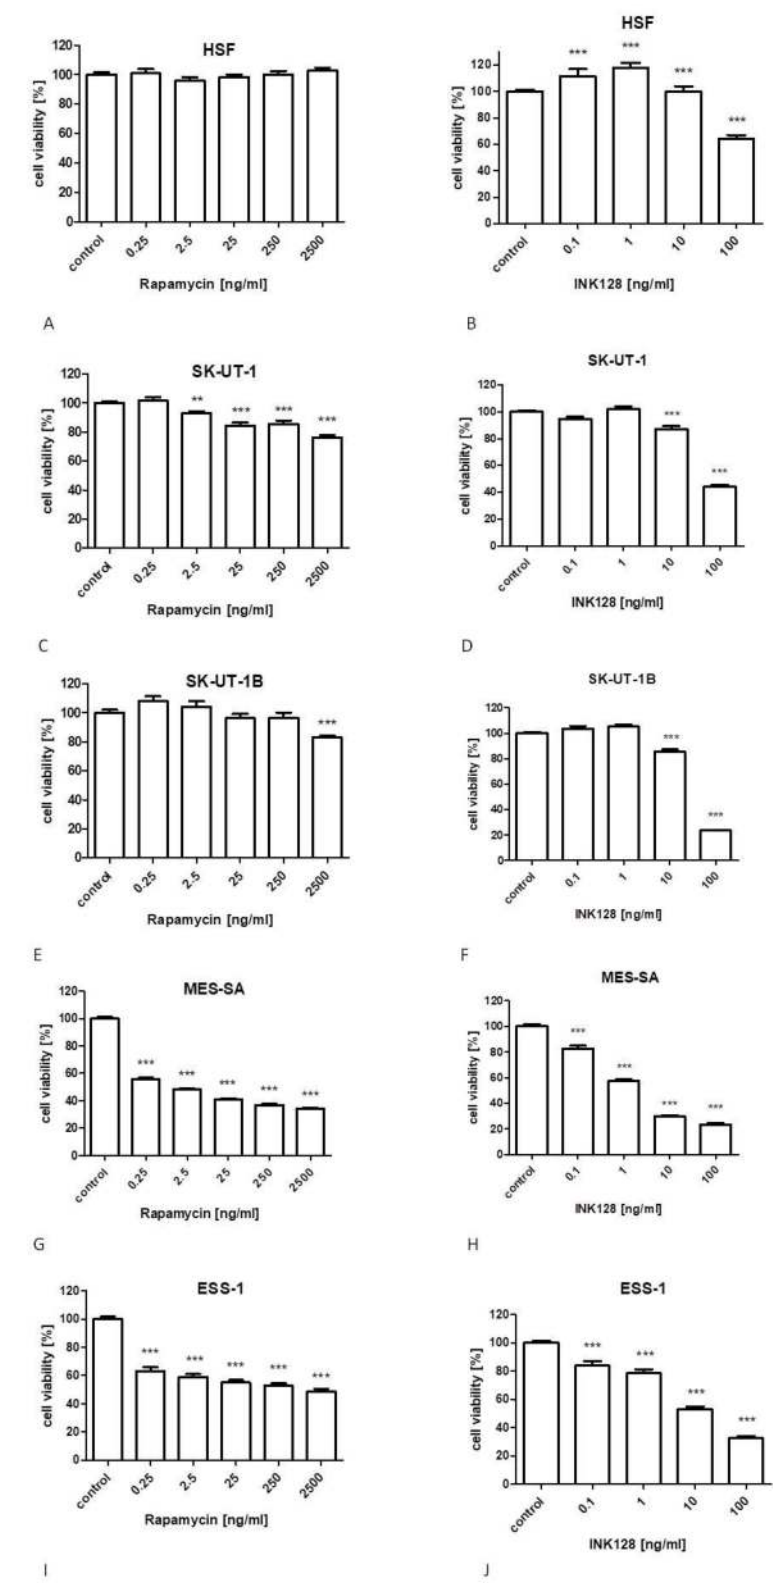 HSF
cell viability [%]
120
100
80
60
40
20
0
control
0.25
2.5
25
250
2500
Rapamycin [ng/ml]
A
HSF
***
***
***
***
cell viability [%]
120
100
80
60
40
20
0
control
0.1
1
10
100
INK128 [ng/ml]
B
SK-UT-1
**
***
***
***
cell viability [%]
120
100
80
60
40
20
0
control
0.25
2.5
25
250
2500
Rapamycin [ng/ml]
C
SK-UT-1
***
***
cell viability [%]
120
100
80
60
40
20
0
control
0.1
1
10
100
INK128 [ng/ml]
D
SK-UT-1B
***
cell viability [%]
120
100
80
60
40
20
0
control
0.25
2.5
25
250
2500
Rapamycin [ng/ml]
E
SK-UT-1B
***
***
cell viability [%]
120
100
80
60
40
20
0
control
0.1
1
10
100
INK128 [ng/ml]
F
MES-SA
***
***
***
***
***
cell viability [%]
120
100
80
60
40
20
0
control
0.25
2.5
25
250
2500
Rapamycin [ng/ml]
G
MES-SA
***
***
***
***
cell viability [%]
120
100
80
60
40
20
0
control
0.1
1
10
100
INK128 [ng/ml]
H
ESS-1
***
***
***
***
***
cell viability [%]
120
100
80
60
40
20
0
control
0.25
2.5
25
250
2500
Rapamycin [ng/ml]
I
ESS-1
***
***
***
***
cell viability [%]
120
100
80
60
40
20
0
control
0.1
1
10
100
INK128 [ng/ml]
J